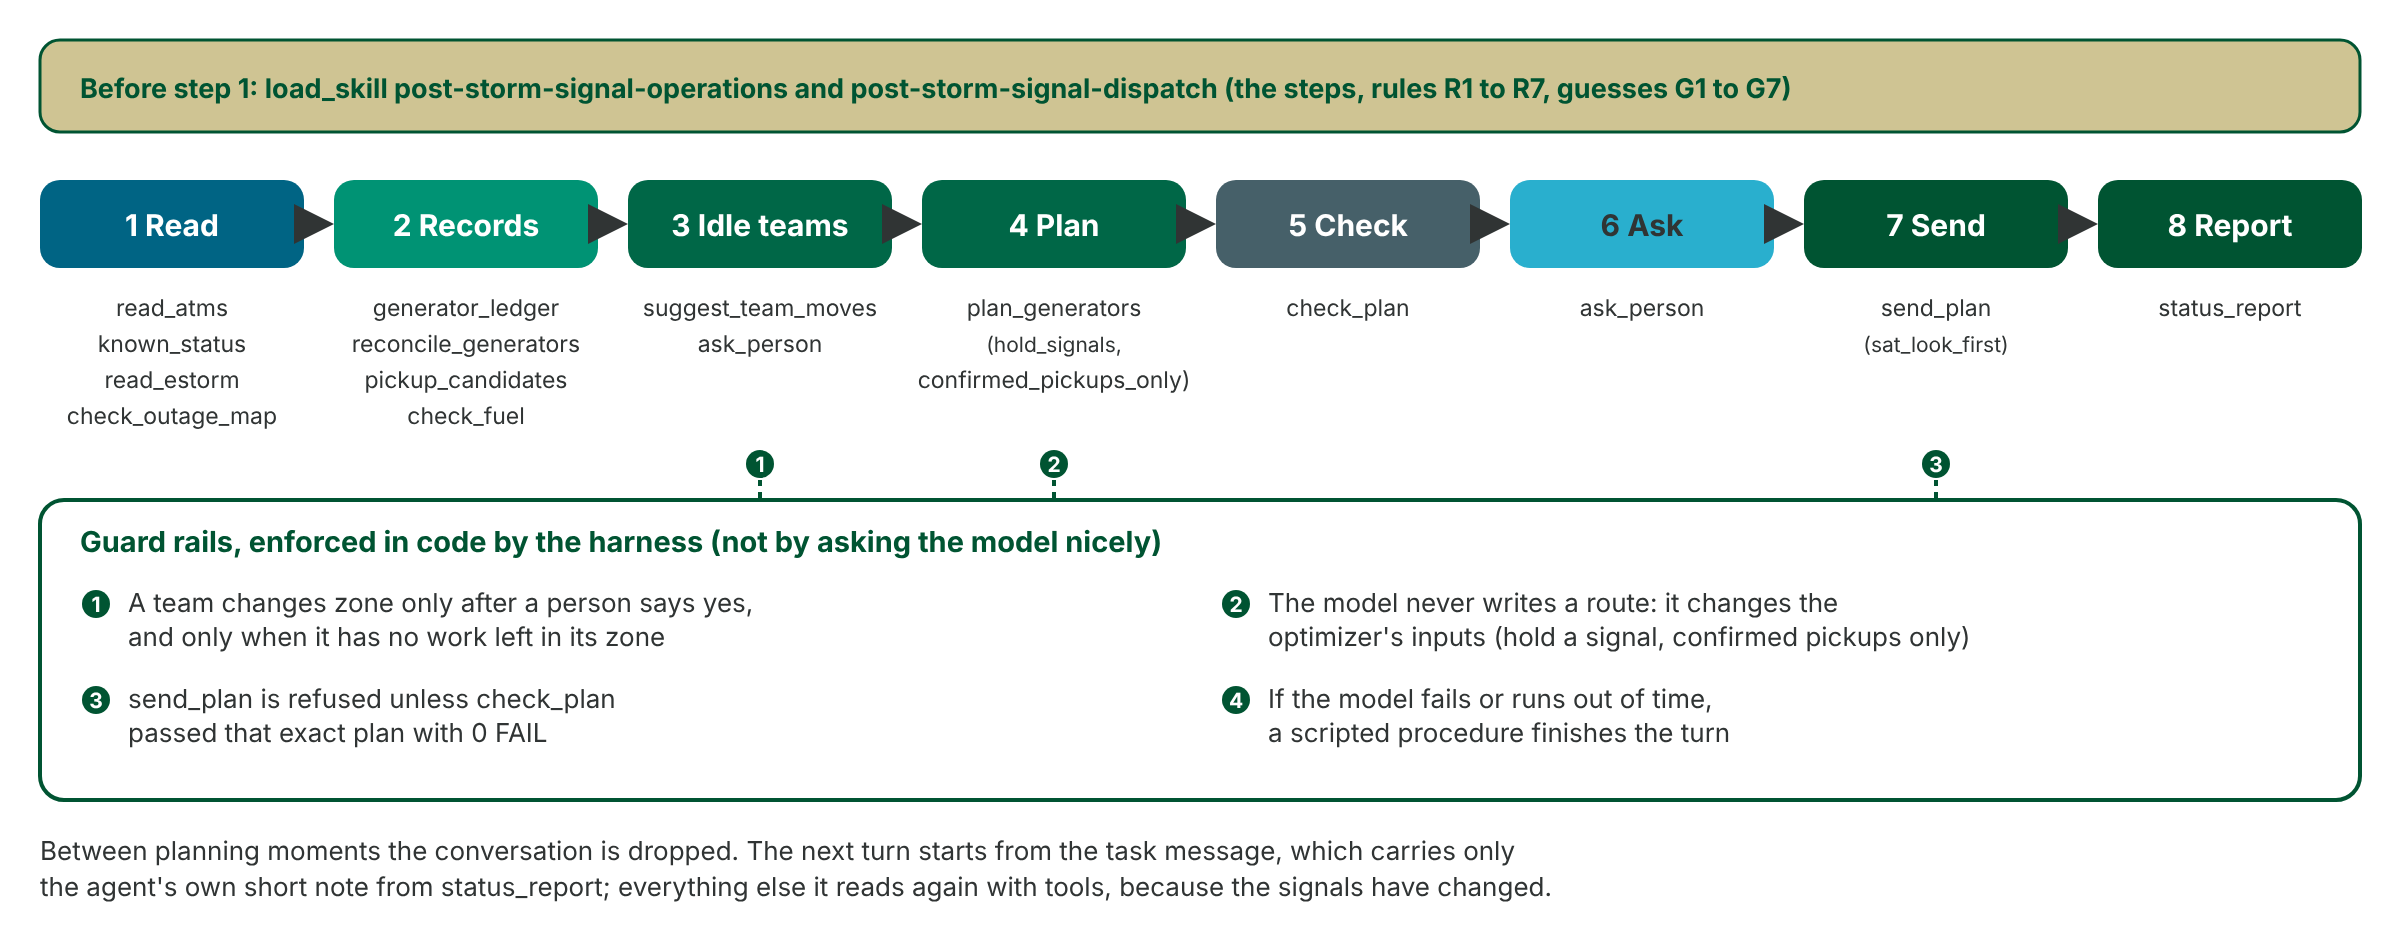 Before step 1: load_skill post-storm-signal-operations and post-storm-signal-dispatch (the steps, rules R1 to R7, guesses G1 to G7)
1 Read
2 Records
3 Idle teams
4 Plan
5 Check
6 Ask
7 Send
8 Report
read_atms
known_status
read_estorm
check_outage_map
generator_ledger
reconcile_generators
pickup_candidates
check_fuel
suggest_team_moves
ask_person
plan_generators
(hold_signals,
confirmed_pickups_only)
check_plan
ask_person
send_plan
(sat_look_first)
status_report
1
2
3
Guard rails, enforced in code by the harness (not by asking the model nicely)
1 A team changes zone only after a person says yes,
and only when it has no work left in its zone
2 The model never writes a route: it changes the
optimizer's inputs (hold a signal, confirmed pickups only)
3 send_plan is refused unless check_plan
passed that exact plan with 0 FAIL
4 If the model fails or runs out of time,
a scripted procedure finishes the turn
Between planning moments the conversation is dropped. The next turn starts from the task message, which carries only
the agent's own short note from status_report; everything else it reads again with tools, because the signals have changed.